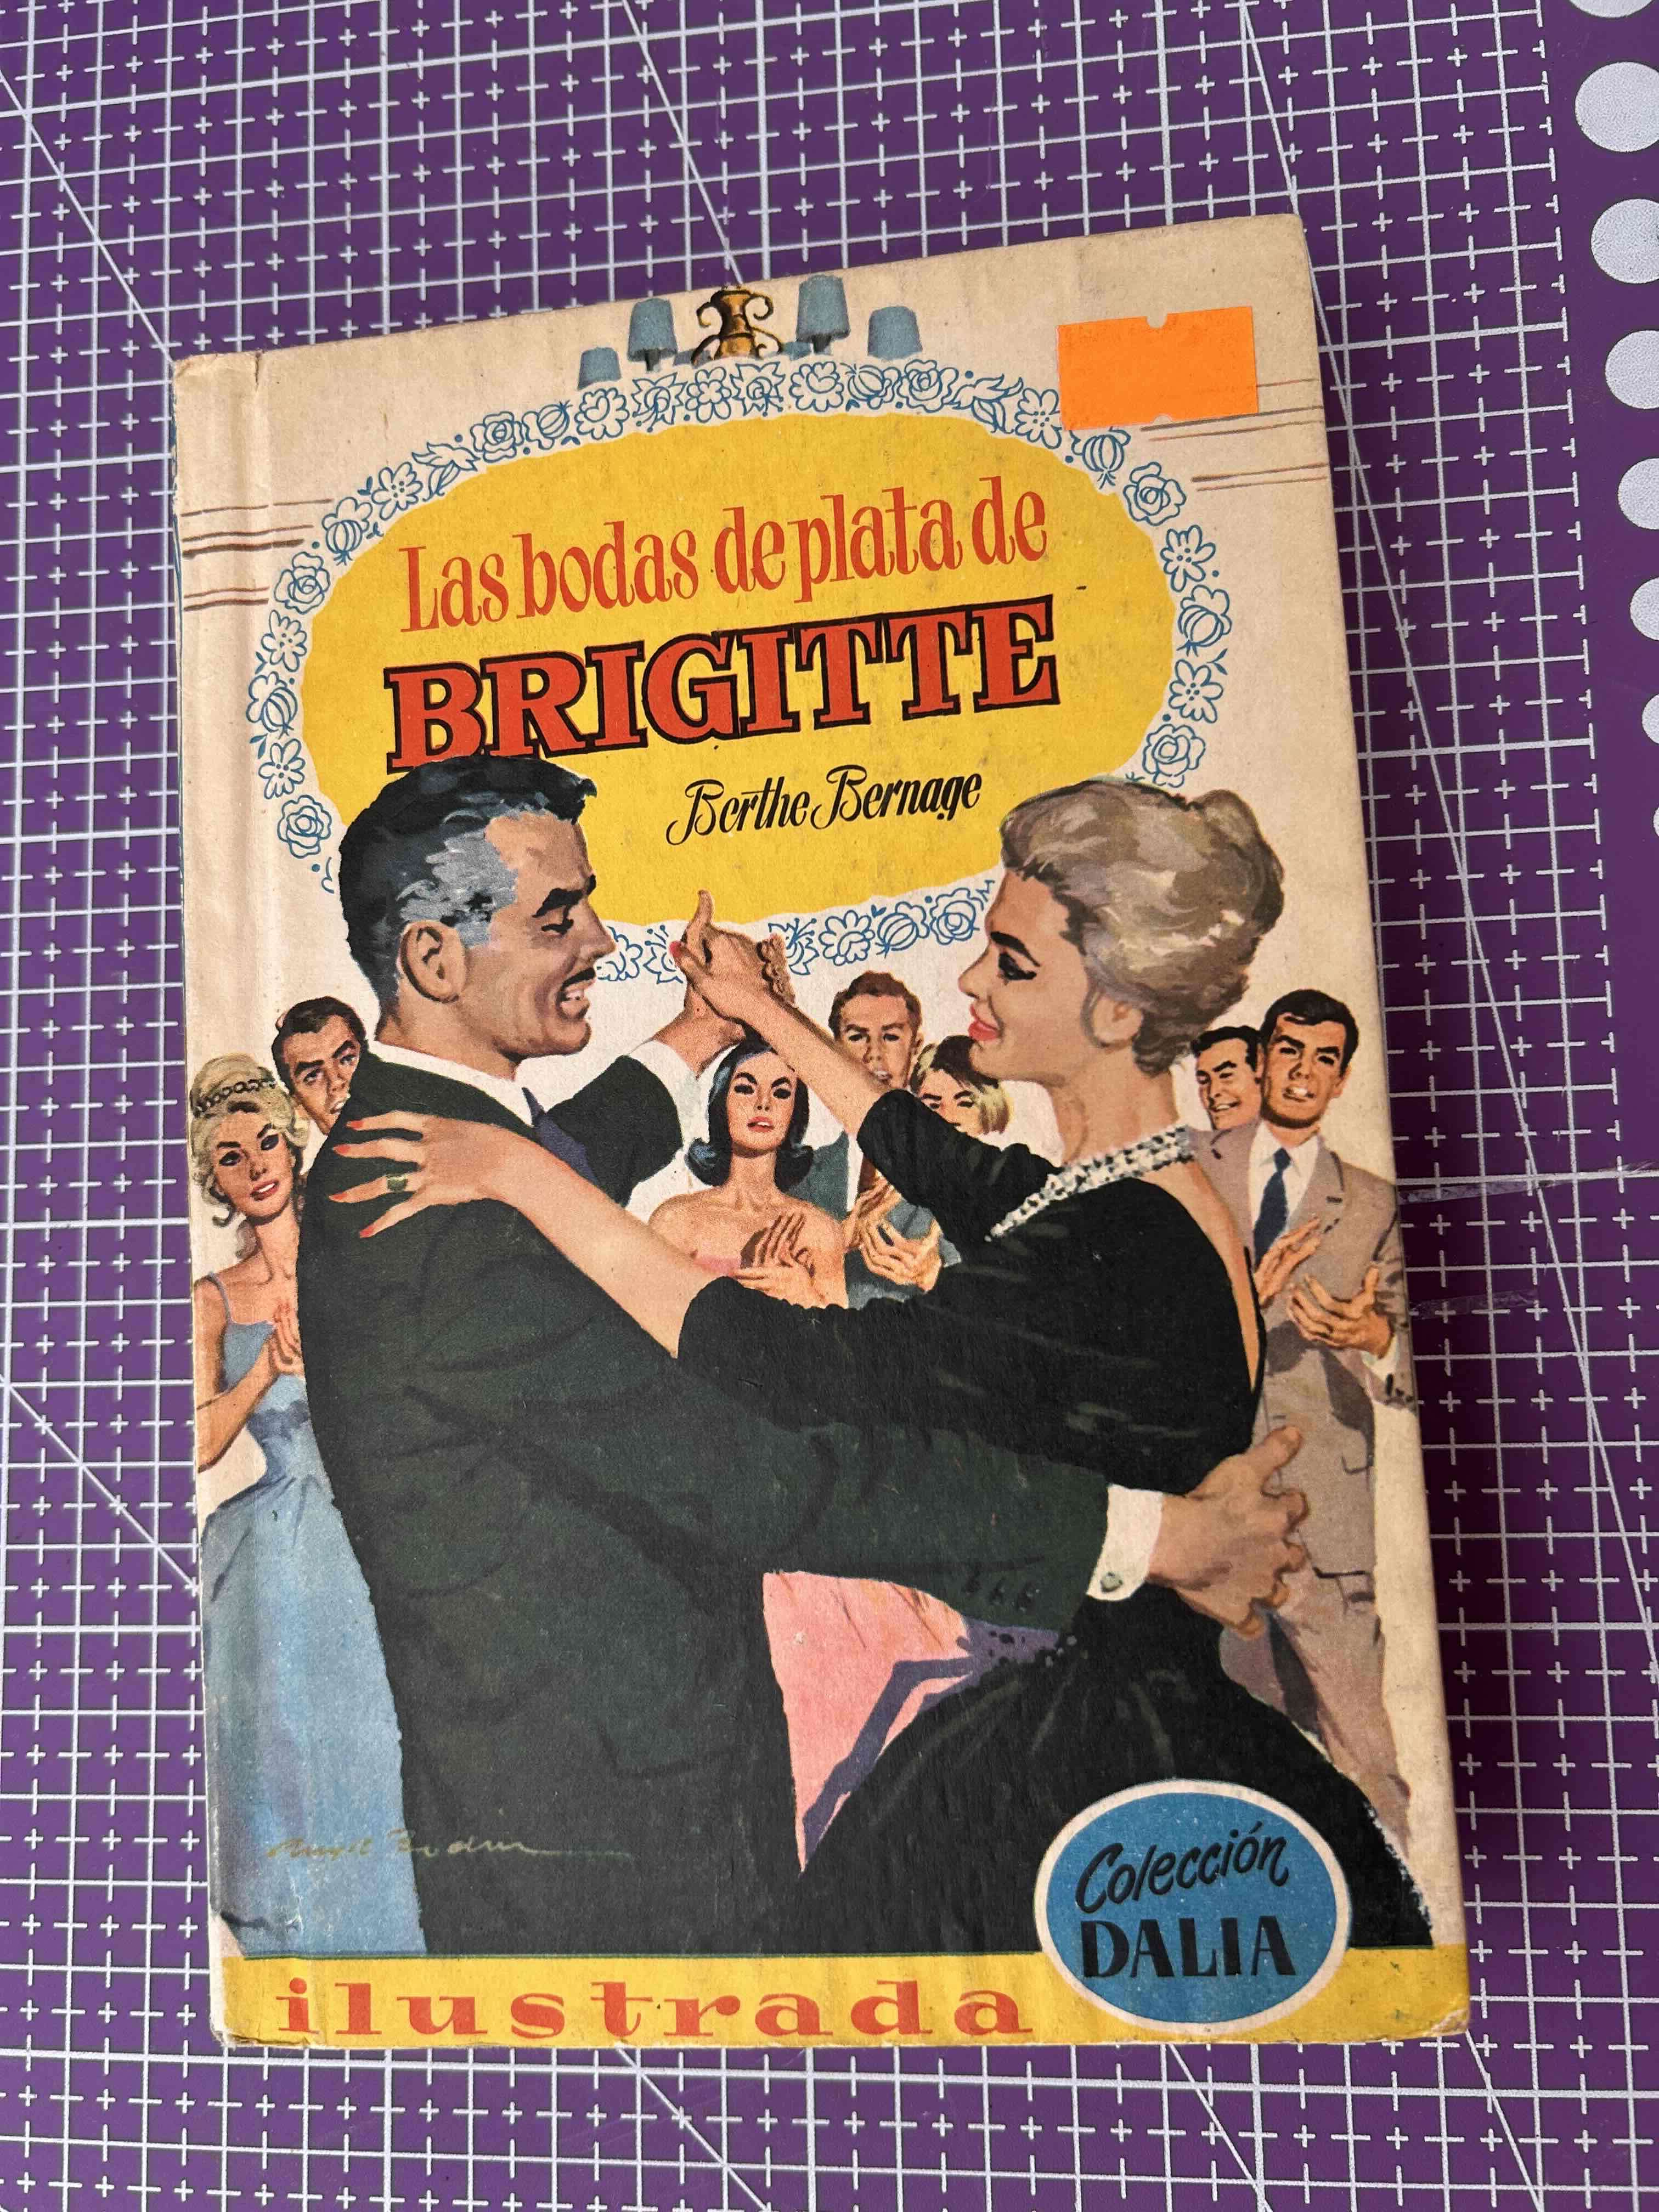 Las bodas de plata de
BRIGITTE
Berthe Bernage
Colección
DALIA
ilustrada